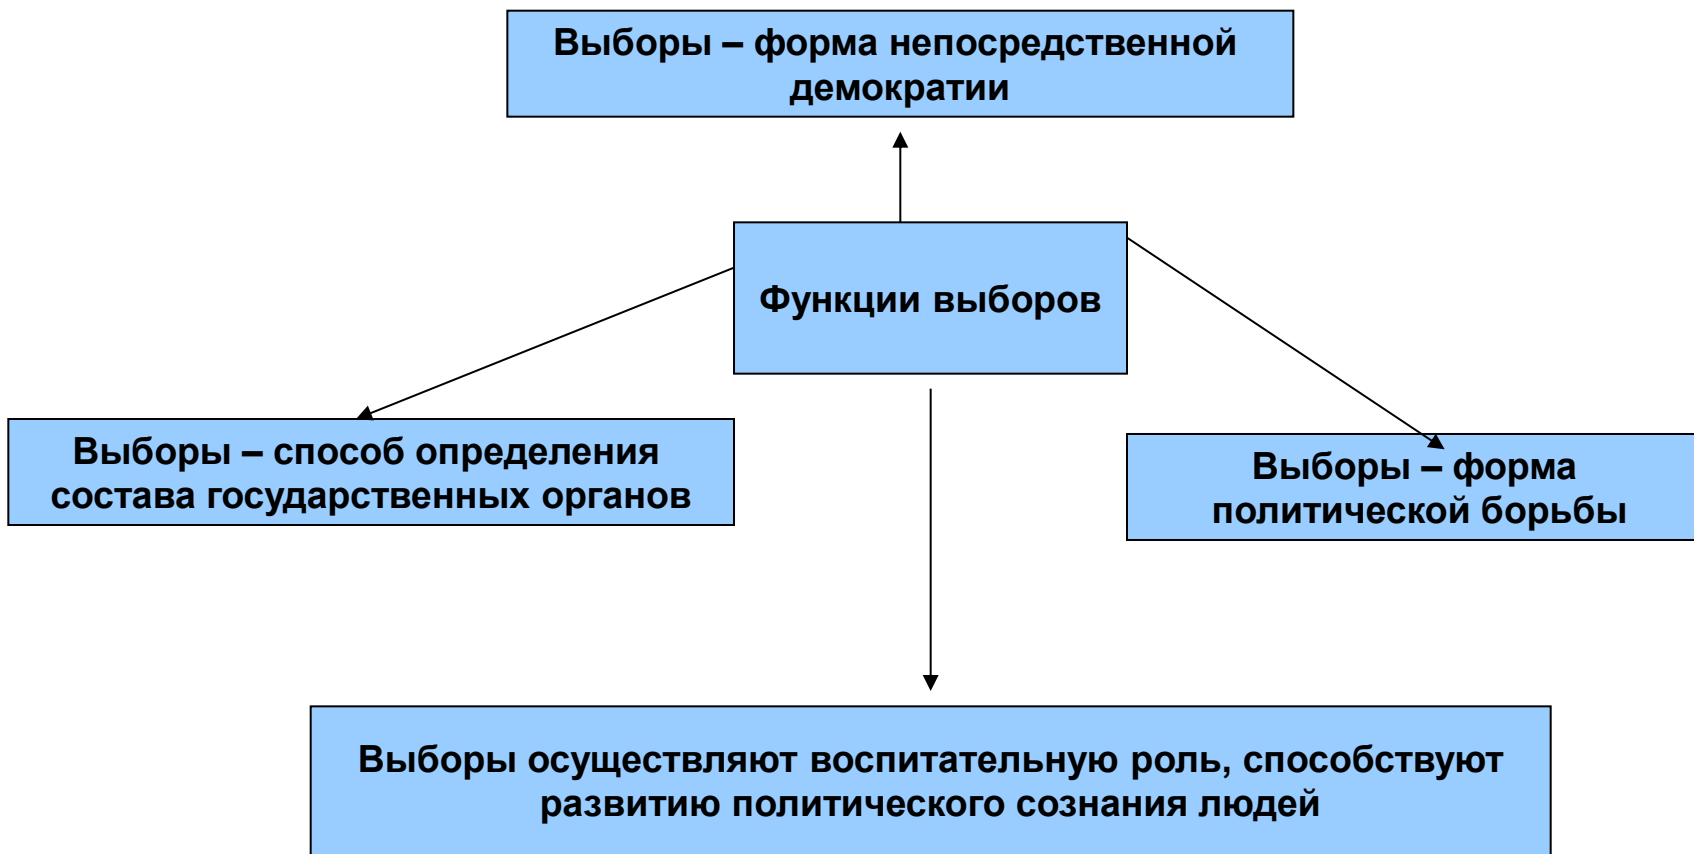 Выборы – форма непосредственной
демократии
Функции выборов
Выборы – способ определения
состава государственных органов
Выборы – форма
политической борьбы
Выборы осуществляют воспитательную роль, способствуют
развитию политического сознания людей